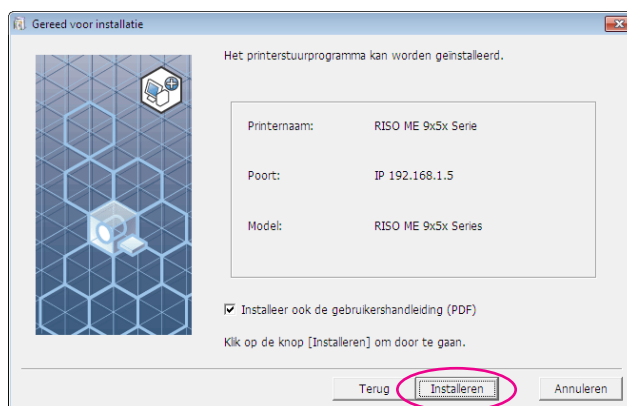 Gereed voor installatie
Het printerstuurprogramma kan worden geïnstalleerd.
Printernaam: RISO ME 9x5x Serie
Poort: IP 192.168.1.5
Model: RISO ME 9x5x Series
Installeer ook de gebruikershandleiding (PDF)
Klik op de knop [Installeren] om door te gaan.
Terug Installeren Annuleren